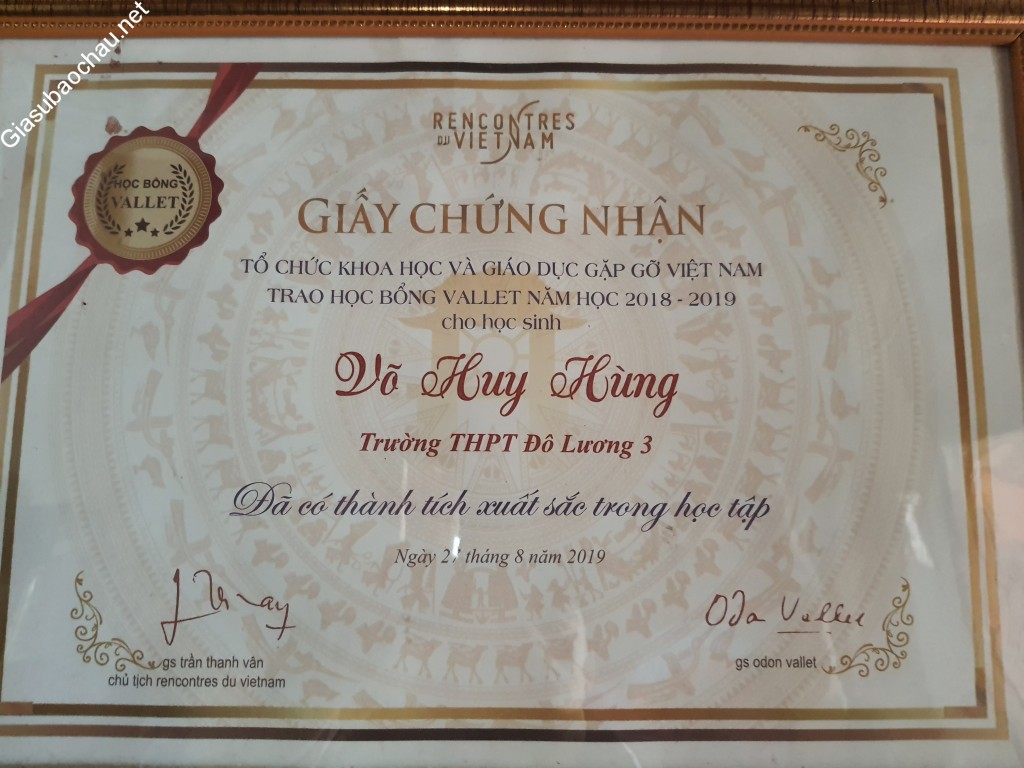 Giasubaochau.net
RENCONTRES
DU VIETNAM
HỌC BỔNG
VALLET
GIẤY CHỨNG NHẬN
TỔ CHỨC KHOA HỌC VÀ GIÁO DỤC GẶP GỠ VIỆT NAM
TRAO HỌC BỔNG VALLET NĂM HỌC 2018 - 2019
cho học sinh
Võ Huy Hùng
Trường THPT Đô Lương 3
Đã có thành tích xuất sắc trong học tập
Ngày 27 tháng 8 năm 2019
Odon Vallet
gs trần thanh vân
chủ tịch rencontres du vietnam
gs odon vallet